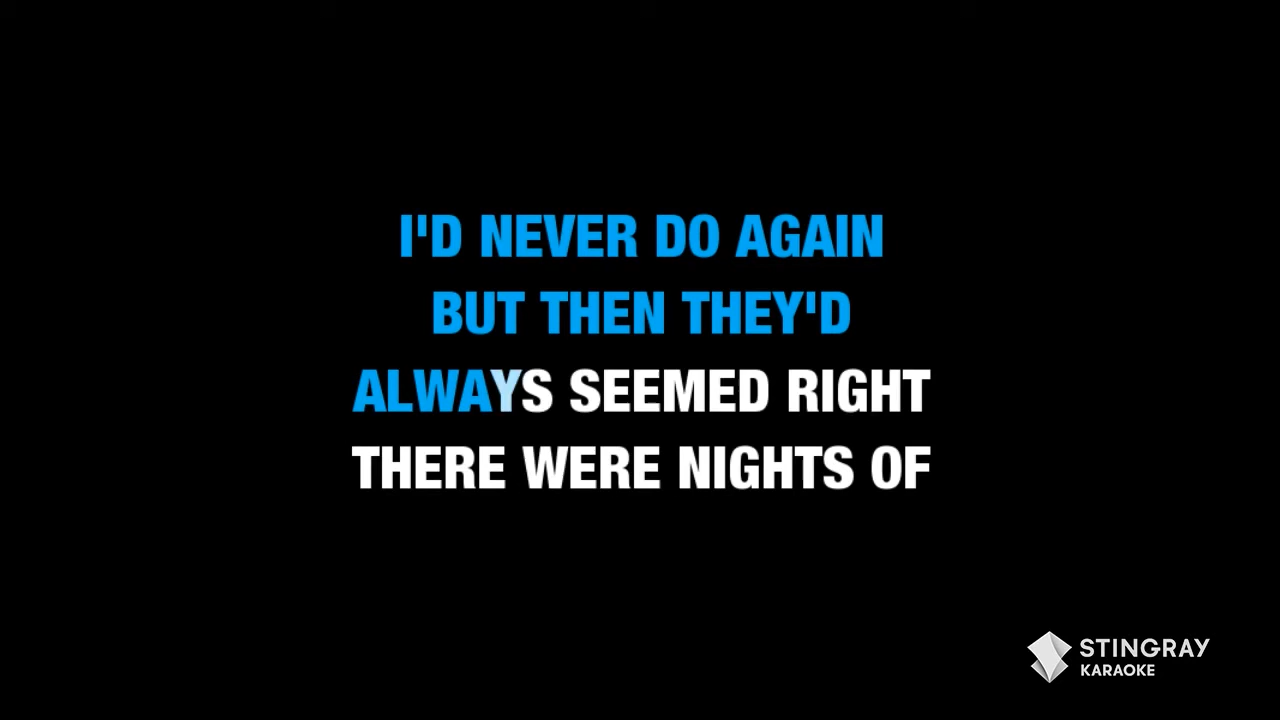 I'D NEVER DO AGAIN
BUT THEN THEY'D
ALWAYS SEEMED RIGHT
THERE WERE NIGHTS OF
STINGRAY
KARAOKE